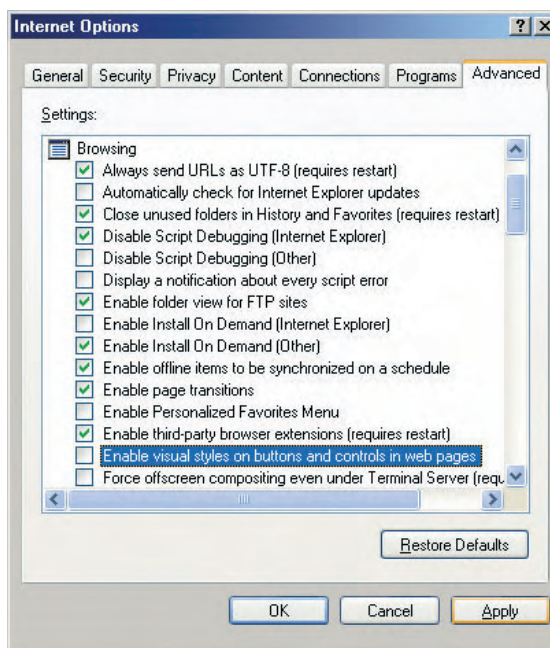 Internet Options
General Security Privacy Content Connections Programs Advanced
Settings:
Browsing
Always send URLs as UTF-8 (requires restart)
Automatically check for Internet Explorer updates
Close unused folders in History and Favorites (requires restart)
Disable Script Debugging (Internet Explorer)
Disable Script Debugging (Other)
Display a notification about every script error
Enable folder view for FTP sites
Enable Install On Demand (Internet Explorer)
Enable Install On Demand (Other)
Enable offline items to be synchronized on a schedule
Enable page transitions
Enable Personalized Favorites Menu
Enable third-party browser extensions (requires restart)
Enable visual styles on buttons and controls in web pages
Force offscreen compositing even under Terminal Server (requ
Restore Defaults
OK Cancel Apply